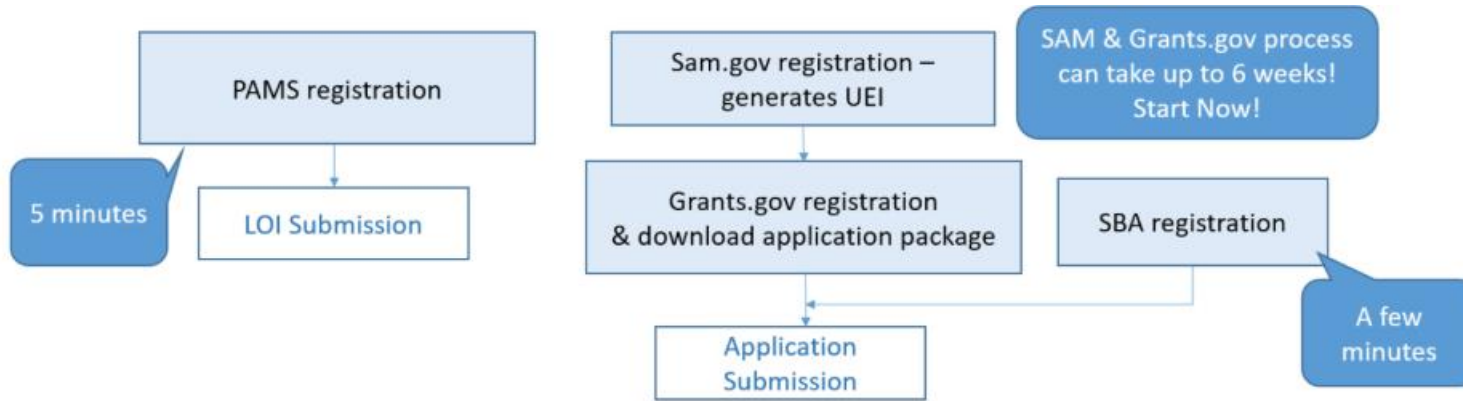 PAMS registration
5 minutes
LOI Submission
Sam.gov registration –
generates UEI
SAM & Grants.gov process
can take up to 6 weeks!
Start Now!
Grants.gov registration
& download application package
SBA registration
A few
minutes
Application
Submission